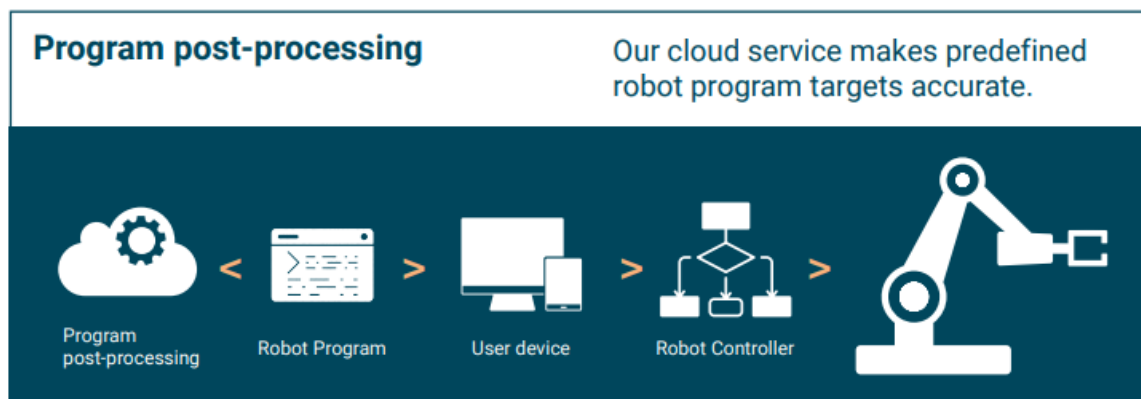 Program post-processing
Our cloud service makes predefined
robot program targets accurate.
<
>
>
>
Program
post-processing
Robot Program
User device
Robot Controller